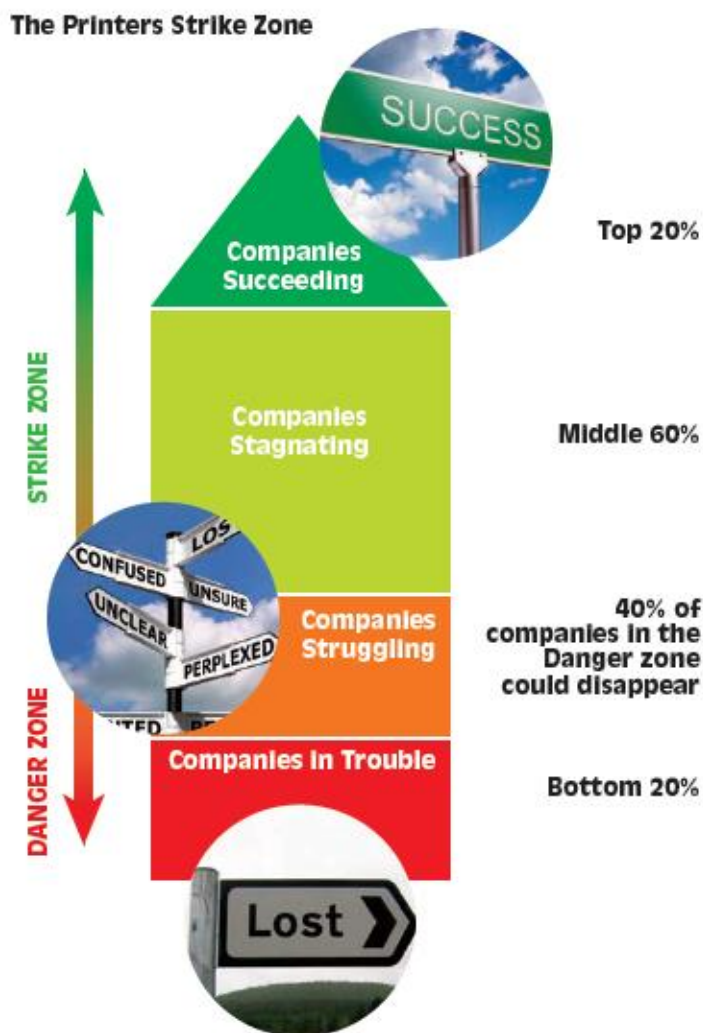 The Printers Strike Zone
SUCCESS
Top 20%
Companies
Succeeding
STRIKE ZONE
Companies
Stagnating
Middle 60%
LOS
CONFUSED
UNSURE
UNCLEAR
PERPLEXED
Companies
Struggling
40% of
companies in the
Danger zone
could disappear
DANGER ZONE
Companies in Trouble
Bottom 20%
Lost